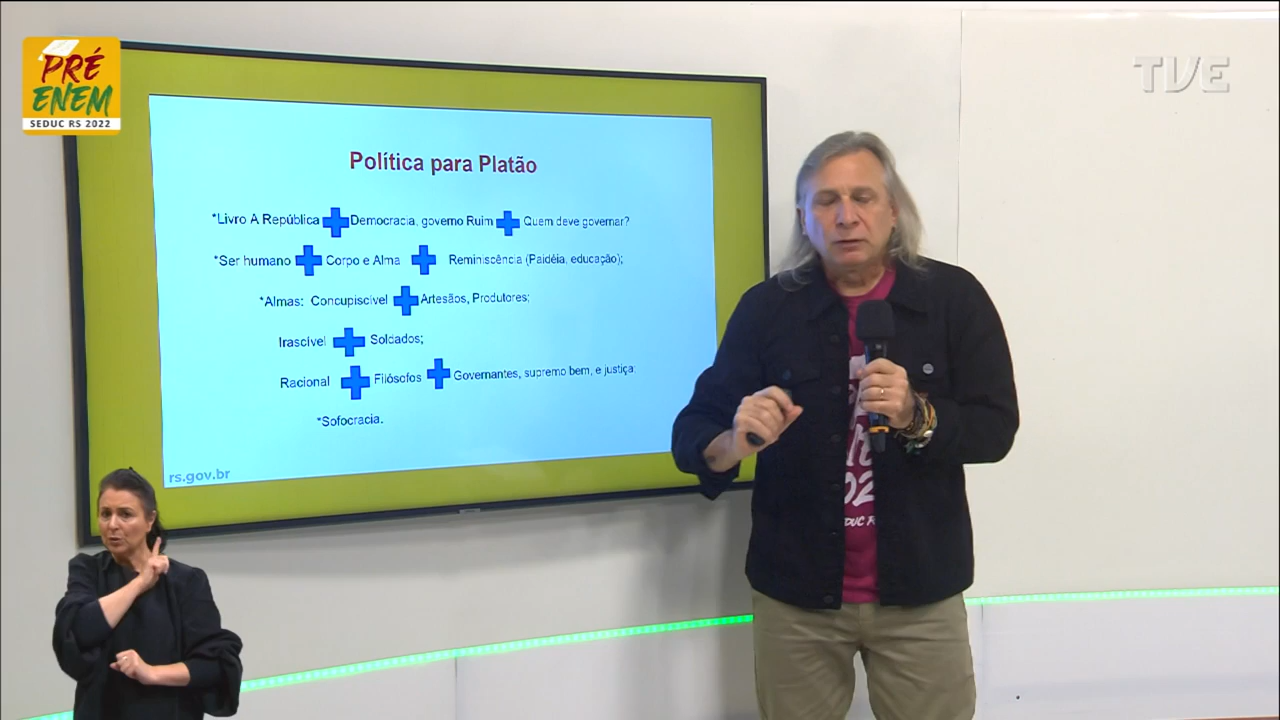 PRÉ
ENEM
SEDUC RS 2022
TVE
Política para Platão
*Livro A República Democracia, governo Ruim Quem deve governar?
*Ser humano Corpo e Alma Reminiscência (Paidéia, educação);
*Almas: Concupiscível Artesãos, Produtores;
Irascível Soldados;
Racional Filósofos Governantes, supremo bem, e justiça;
*Sofocracia.
rs.gov.br